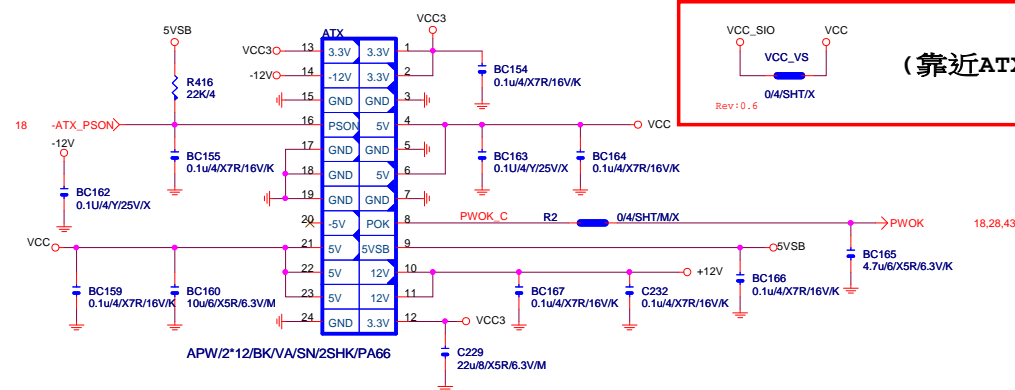 5VSB
VCC3
ATX
R416
22K/4
VCC3
-12V
13
14
15
16
17
18
19
20
21
22
23
24
3.3V
-12V
GND
PSON
GND
GND
GND
-5V
5V
5V
5V
GND
3.3V
3.3V
GND
5V
GND
5V
GND
POK
5VSB
12V
12V
3.3V
1
2
3
4
5
6
7
8
9
10
11
12
BC154
0.1u/4/X7R/16V/K
18
-ATX_PSON
-12V
BC155
0.1u/4/X7R/16V/K
BC162
0.1U/4/Y/25V/X
VCC
BC163
0.1u/4/Y/25V/X
BC164
0.1u/4/X7R/16V/K
PWOK_C
R2
0/4/SHT/M/X
PWOK
18,28,43
5VSB
BC165
4.7u/6/X5R/6.3V/K
VCC
BC159
0.1u/4/X7R/16V/K
BC160
10u/6/X5R/6.3V/M
+12V
BC167
0.1u/4/X7R/16V/K
C232
0.1u/4/X7R/16V/K
BC166
0.1u/4/X7R/16V/K
VCC3
C229
22u/8/X5R/6.3V/M
APW/2*12/BK/VA/SN/2SHK/PA66
VCC_SIO
VCC
VCC_VS
0/4/SHT/X
Rev:0.6
(靠近ATX